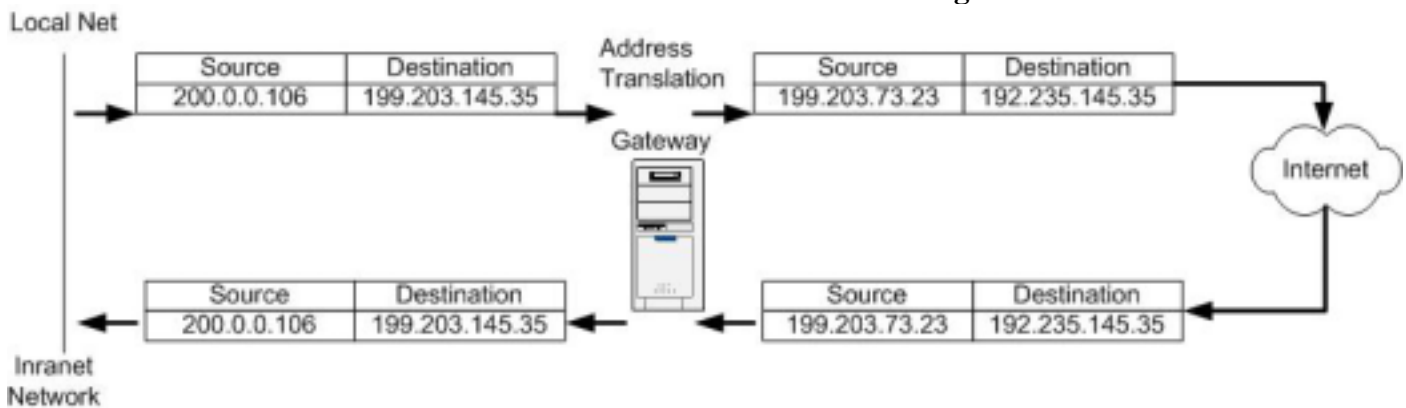 Local Net
Source Destination
200.0.0.106 199.203.145.35
Address
Translation
Source Destination
199.203.73.23 192.235.145.35
Gateway
Internet
Source Destination
200.0.0.106 199.203.145.35
Source Destination
199.203.73.23 192.235.145.35
Inranet
Network